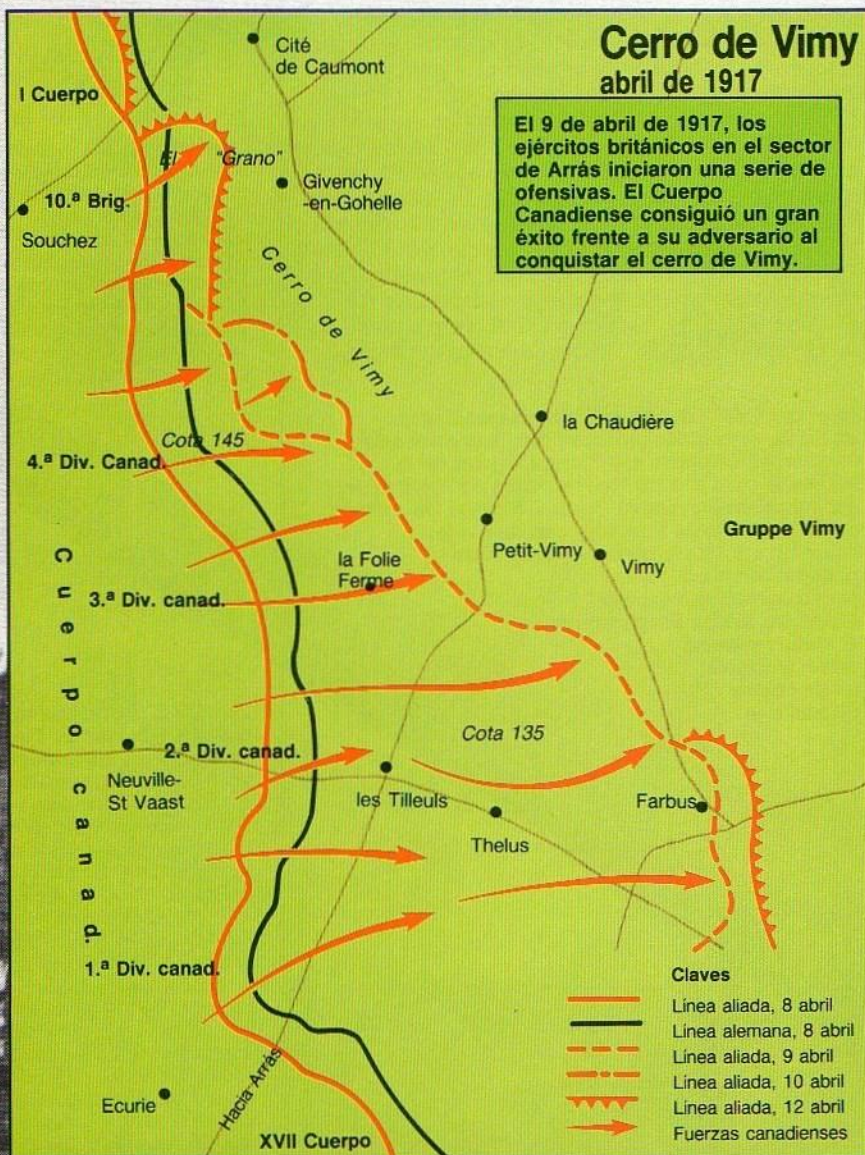 Cerro de Vimy
abril de 1917
El 9 de abril de 1917, los
ejércitos británicos en el sector
de Arrás iniciaron una serie de
ofensivas. El Cuerpo
Canadiense consiguió un gran
éxito frente a su adversario al
conquistar el cerro de Vimy.
Cité
de Caumont
I Cuerpo
El "Grano"
10.ª Brig.
Givenchy
-en-Gohelle
Souchez
Cerro de Vimy
la Chaudière
Cota 145
4.ª Div. Canad.
Gruppe Vimy
Petit-Vimy
Vimy
la Folie
Ferme
3.ª Div. canad.
Cuerpo canad.
Cota 135
2.ª Div. canad.
Neuville-
St Vaast
les Tilleuls
Farbus
Thelus
1.ª Div. canad.
Hacia Arrás
Ecurie
XVII Cuerpo
Claves
Línea aliada, 8 abril
Línea alemana, 8 abril
Línea aliada, 9 abril
Línea aliada, 10 abril
Línea aliada, 12 abril
Fuerzas canadienses